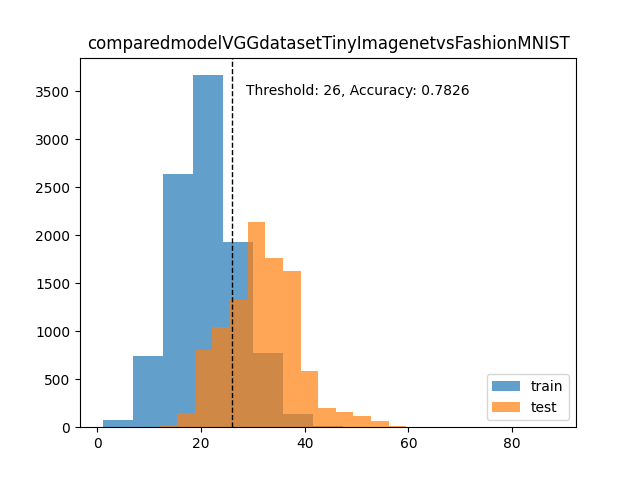 comparedmodelVGGdatasetTinyImagenetvsFashionMNIST
Threshold: 26, Accuracy: 0.7826
3500
3000
2500
2000
1500
1000
500
0
train
test
0 20 40 60 80